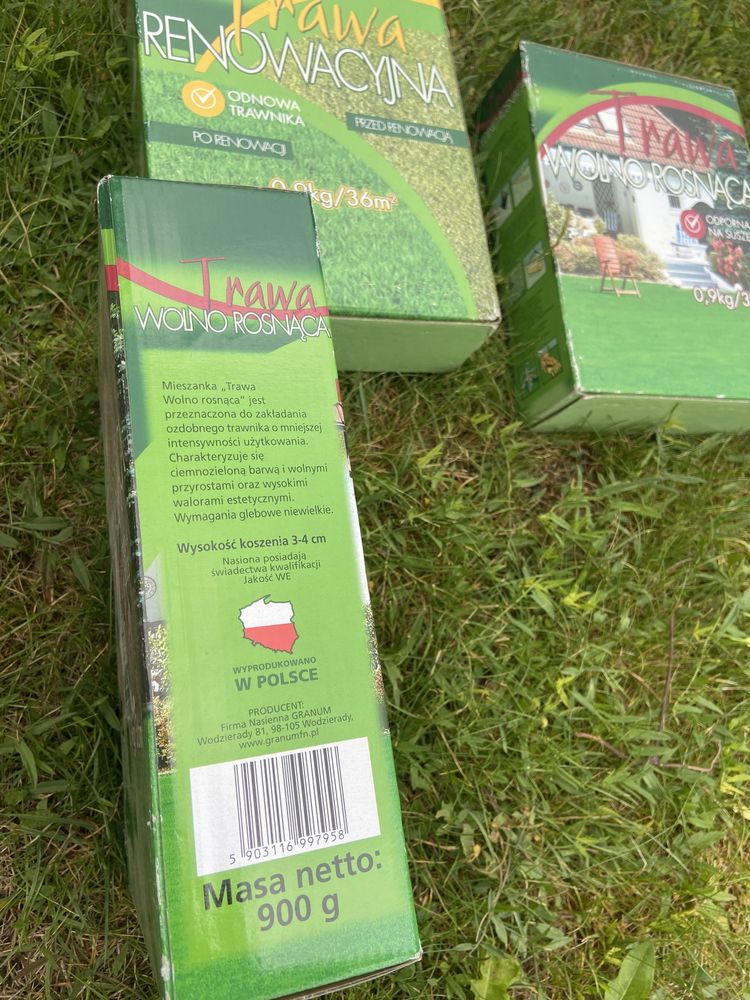 Trawa
RENOWACYJNA
ODNOWA
TRAWNIKA
PO RENOWACJI
PRZED RENOWACJĄ
0,9kg/36m²
Trawa
WOLNO ROSNĄCA
ODPORNA
NA SUSZĘ
0,9kg/3
Trawa
WOLNO ROSNĄCA
Mieszanka „Trawa
Wolno rosnąca" jest
przeznaczona do zakładania
ozdobnego trawnika o mniejszej
intensywności użytkowania.
Charakteryzuje się
ciemnozieloną barwą i wolnymi
przyrostami oraz wysokimi
walorami estetycznymi.
Wymagania glebowe niewielkie.
Wysokość koszenia 3-4 cm
Nasiona posiadają
świadectwa kwalifikacji
Jakość WE
WYPRODUKOWANO
W POLSCE
PRODUCENT:
Firma Nasienna GRANUM
Wodzierady 81, 98-105 Wodzierady,
www.granumfn.pl
5 903116 997958
Masa netto:
900 g